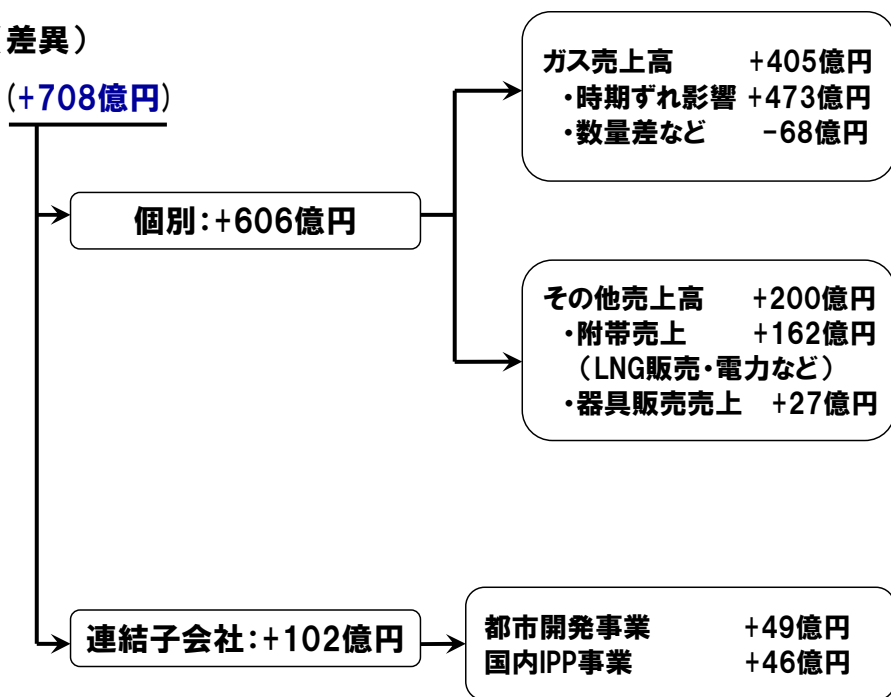 差異）
(+708億円)
個別：+606億円
ガス売上高 +405億円
・時期ずれ影響 +473億円
・数量差など -68億円
その他売上高 +200億円
・附帯売上 +162億円
（LNG販売・電力など）
・器具販売売上 +27億円
連結子会社：+102億円
都市開発事業 +49億円
国内IPP事業 +46億円